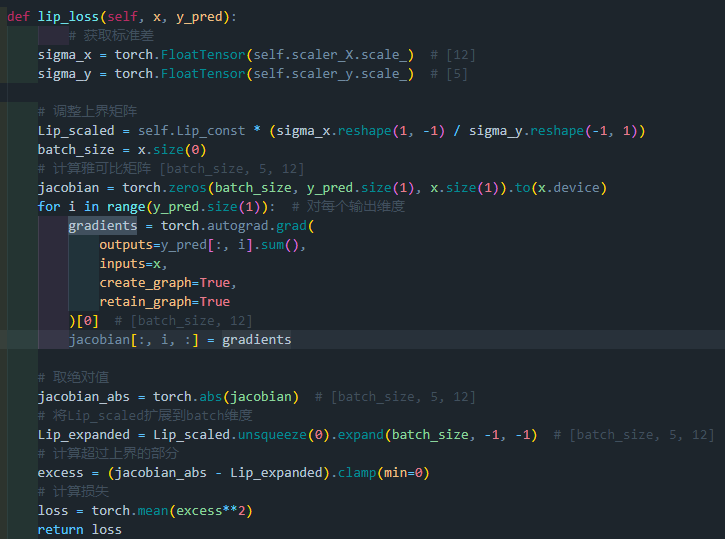 def lip_loss(self, x, y_pred):
# 获取标准差
sigma_x = torch.FloatTensor(self.scaler_X.scale_)  # [12]
sigma_y = torch.FloatTensor(self.scaler_y.scale_)  # [5]
# 调整上界矩阵
Lip_scaled = self.Lip_const * (sigma_x.reshape(1, -1) / sigma_y.reshape(-1, 1))
batch_size = x.size(0)
# 计算雅可比矩阵 [batch_size, 5, 12]
jacobian = torch.zeros(batch_size, y_pred.size(1), x.size(1)).to(x.device)
for i in range(y_pred.size(1)):  # 对每个输出维度
gradients = torch.autograd.grad(
outputs=y_pred[:, i].sum(),
inputs=x,
create_graph=True,
retain_graph=True
)[0]  # [batch_size, 12]
jacobian[:, i, :] = gradients
# 取绝对值
jacobian_abs = torch.abs(jacobian)  # [batch_size, 5, 12]
# 将Lip_scaled扩展到batch维度
Lip_expanded = Lip_scaled.unsqueeze(0).expand(batch_size, -1, -1)  # [batch_size, 5, 12]
# 计算超过上界的部分
excess = (jacobian_abs - Lip_expanded).clamp(min=0)
# 计算损失
loss = torch.mean(excess**2)
return loss